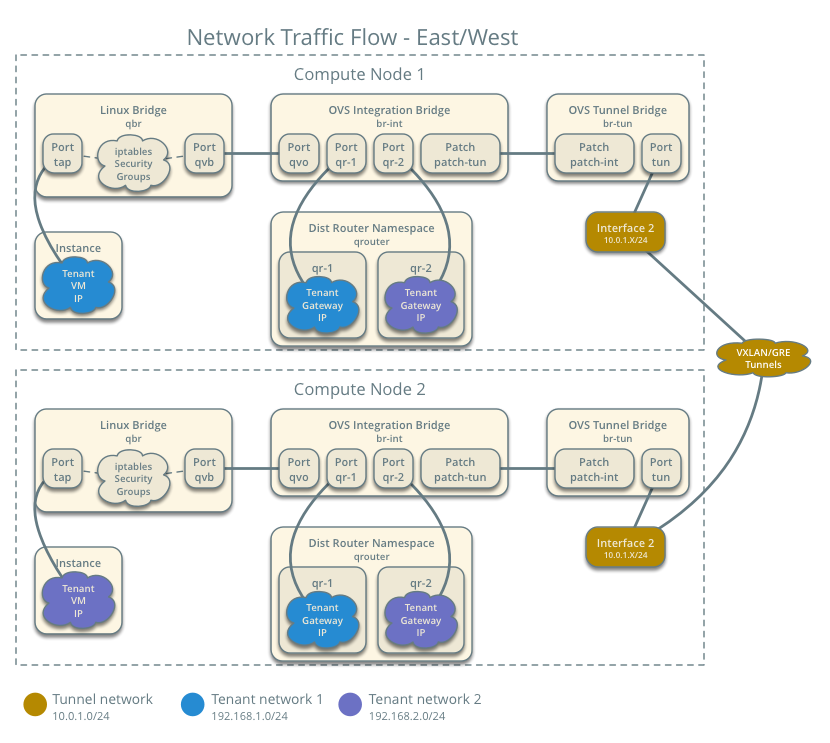 Network Traffic Flow - East/West
Compute Node 1
Linux Bridge
qbr
Port
tap
iptables
Security
Groups
Port
qvb
OVS Integration Bridge
br-int
Port
qvo
Port
qr-1
Port
qr-2
Patch
patch-tun
OVS Tunnel Bridge
br-tun
Patch
patch-int
Port
tun
Instance
Tenant
VM
IP
Dist Router Namespace
qrouter
qr-1
Tenant
Gateway
IP
qr-2
Tenant
Gateway
IP
Interface 2
10.0.1.X/24
VXLAN/GRE
Tunnels
Compute Node 2
Linux Bridge
qbr
Port
tap
iptables
Security
Groups
Port
qvb
OVS Integration Bridge
br-int
Port
qvo
Port
qr-1
Port
qr-2
Patch
patch-tun
OVS Tunnel Bridge
br-tun
Patch
patch-int
Port
tun
Instance
Tenant
VM
IP
Dist Router Namespace
qrouter
qr-1
Tenant
Gateway
IP
qr-2
Tenant
Gateway
IP
Interface 2
10.0.1.X/24
Tunnel network
10.0.1.0/24
Tenant network 1
192.168.1.0/24
Tenant network 2
192.168.2.0/24